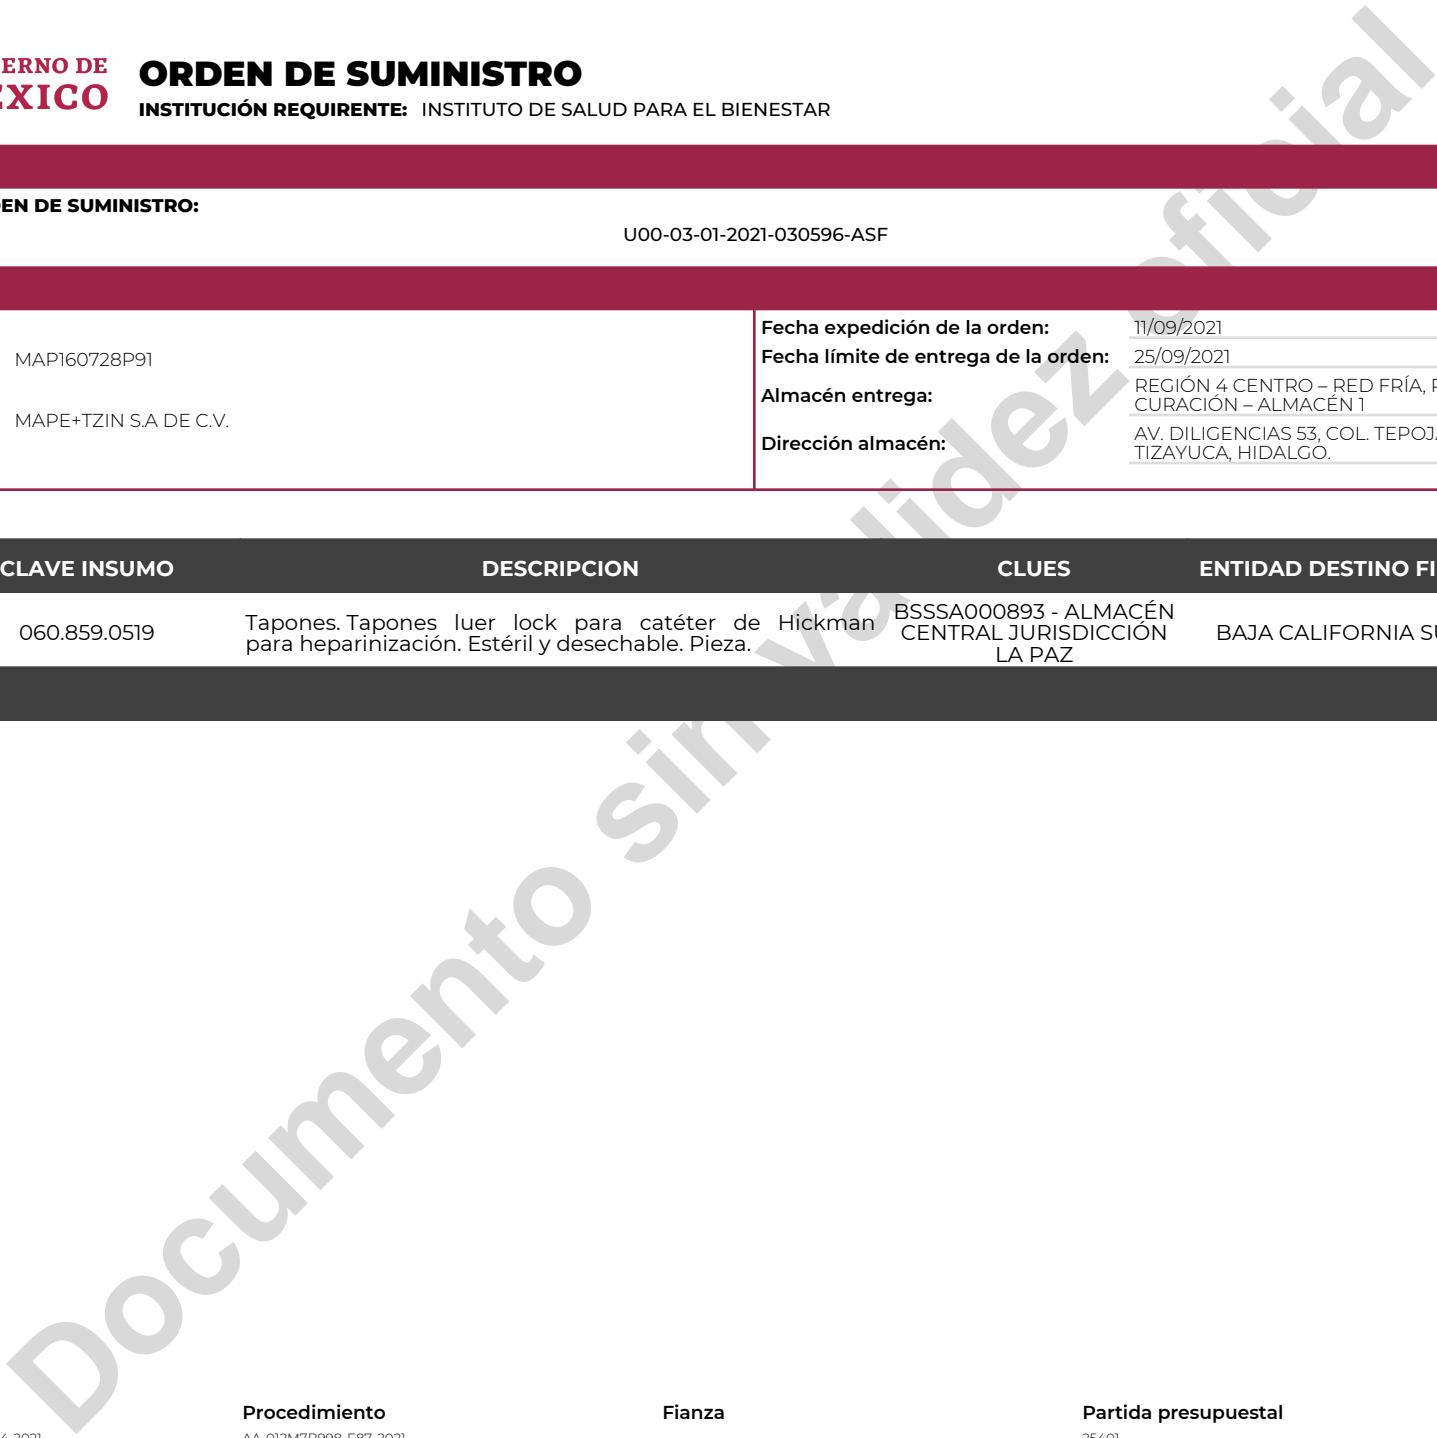 ERNO DE
EXICO
ORDEN DE SUMINISTRO
INSTITUCIÓN REQUIRENTE: INSTITUTO DE SALUD PARA EL BIENESTAR
EN DE SUMINISTRO:
U00-03-01-2021-030596-ASF
MAP160728P91
MAPE+TZIN S.A DE C.V.
Fecha expedición de la orden: 11/09/2021
Fecha límite de entrega de la orden: 25/09/2021
Almacén entrega: REGIÓN 4 CENTRO – RED FRÍA,
CURACIÓN – ALMACÉN 1
Dirección almacén: AV. DILIGENCIAS 53, COL. TEPOJ
TIZAYUCA, HIDALGO.
CLAVE INSUMO DESCRIPCION CLUES ENTIDAD DESTINO FI
060.859.0519
Tapones. Tapones luer lock para catéter de Hickman
para heparinización. Estéril y desechable. Pieza.
BSSSA000893 - ALMACÉN
CENTRAL JURISDICCIÓN
LA PAZ
BAJA CALIFORNIA S
Documento sin validez oficial
Procedimiento Fianza Partida presupuestal